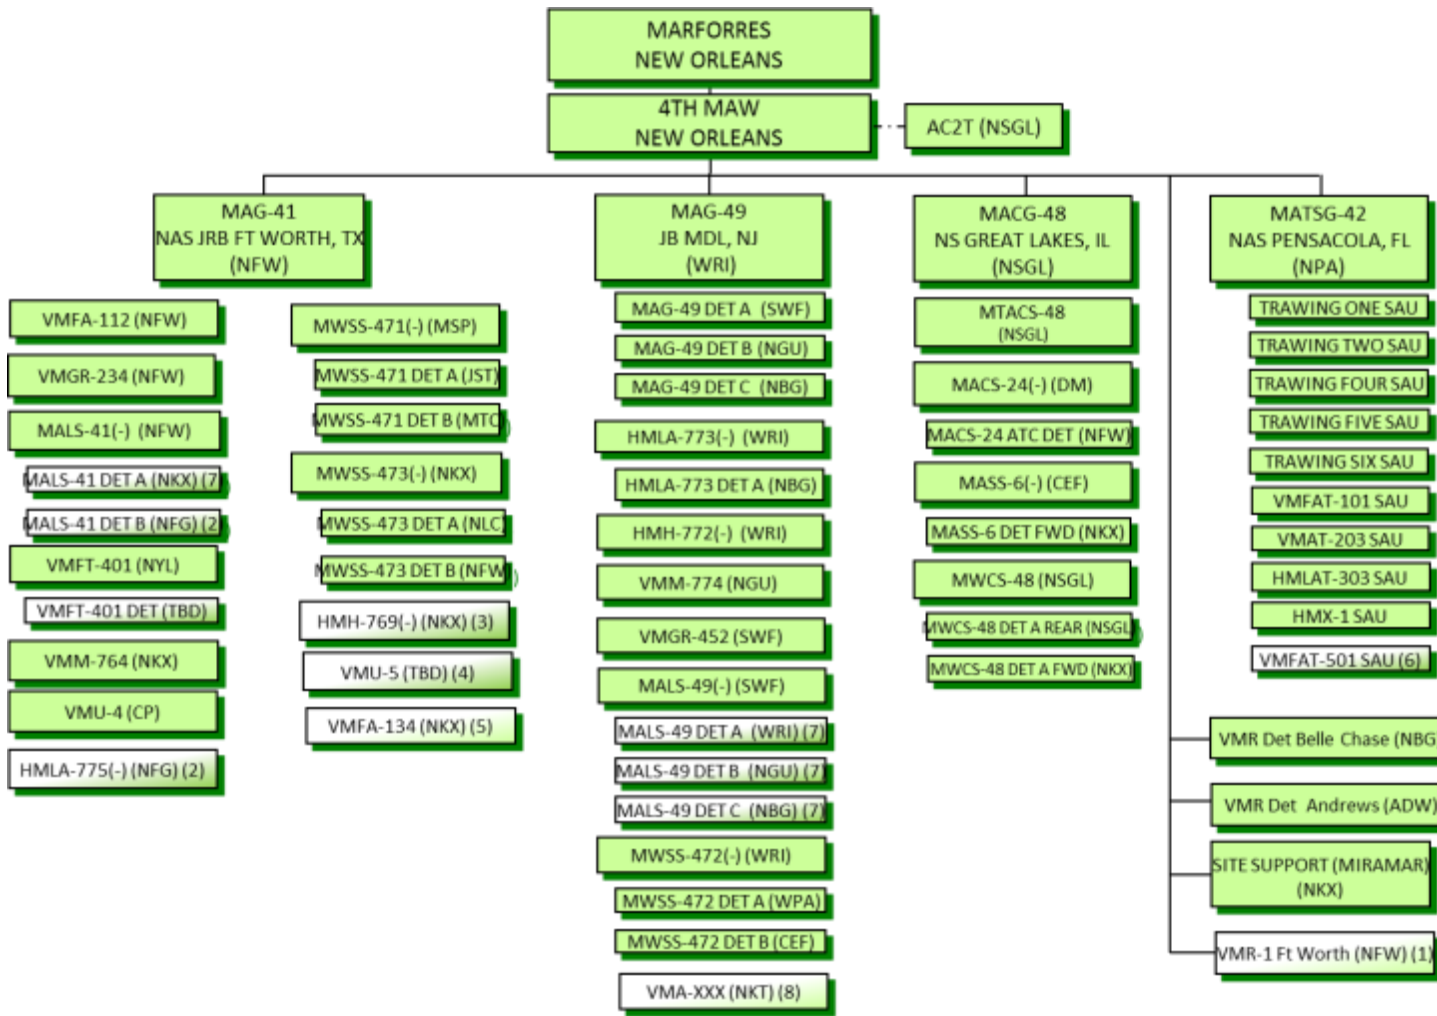 MARFORRES
NEW ORLEANS
4TH MAW
NEW ORLEANS
AC2T (NSGL)
MAG-41
NAS JRB FT WORTH, TX
(NFW)
VMFA-112 (NFW)
VMGR-234 (NFW)
MALS-41(-) (NFW)
MALS-41 DET A (NKX) (7)
MALS-41 DET B (NFG) (2)
VMFT-401 (NYL)
VMFT-401 DET (TBD)
VMM-764 (NKX)
VMU-4 (CP)
HMLA-775(-) (NFG) (2)
MWSS-471(-) (MSP)
MWSS-471 DET A (JST)
MWSS-471 DET B (MTC)
MWSS-473(-) (NKX)
MWSS-473 DET A (NLC)
MWSS-473 DET B (NFW)
HMH-769(-) (NKX) (3)
VMU-5 (TBD) (4)
VMFA-134 (NKX) (5)
MAG-49
JB MDL, NJ
(WRI)
MAG-49 DET A (SWF)
MAG-49 DET B (NGU)
MAG-49 DET C (NBG)
HMLA-773(-) (WRI)
HMLA-773 DET A (NBG)
HMH-772(-) (WRI)
VMM-774 (NGU)
VMGR-452 (SWF)
MALS-49(-) (SWF)
MALS-49 DET A (WRI) (7)
MALS-49 DET B (NGU) (7)
MALS-49 DET C (NBG) (7)
MWSS-472(-) (WRI)
MWSS-472 DET A (WPA)
MWSS-472 DET B (CEF)
VMA-XXX (NKT) (8)
MACG-48
NS GREAT LAKES, IL
(NSGL)
MTACS-48
(NSGL)
MACS-24(-) (DM)
MACS-24 ATC DET (NFW)
MASS-6(-) (CEF)
MASS-6 DET FWD (NKX)
MWCS-48 (NSGL)
MWCS-48 DET A REAR (NSGL)
MWCS-48 DET A FWD (NKX)
MATSG-42
NAS PENSACOLA, FL
(NPA)
TRAWING ONE SAU
TRAWING TWO SAU
TRAWING FOUR SAU
TRAWING FIVE SAU
TRAWING SIX SAU
VMFAT-101 SAU
VMAT-203 SAU
HMLAT-303 SAU
HMX-1 SAU
VMFAT-501 SAU (6)
VMR Det Belle Chase (NBG
VMR Det Andrews (ADW)
SITE SUPPORT (MIRAMAR)
(NKX)
VMR-1 Ft Worth (NFW) (1)